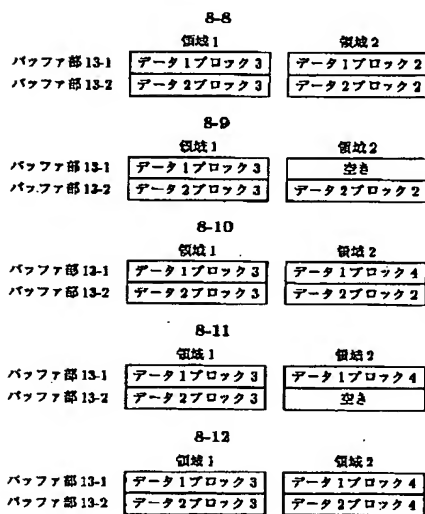 8-8
領域1 領域2
バッファ部13-1 データ1ブロック3 データ1ブロック2
バッファ部13-2 データ2ブロック3 データ2ブロック2
8-9
領域1 領域2
バッファ部13-1 データ1ブロック3 空き
バッファ部13-2 データ2ブロック3 データ2ブロック2
8-10
領域1 領域2
バッファ部13-1 データ1ブロック3 データ1ブロック4
バッファ部13-2 データ2ブロック3 データ2ブロック2
8-11
領域1 領域2
バッファ部13-1 データ1ブロック3 データ1ブロック4
バッファ部13-2 データ2ブロック3 空き
8-12
領域1 領域2
バッファ部13-1 データ1ブロック3 データ1ブロック4
バッファ部13-2 データ2ブロック3 データ2ブロック4